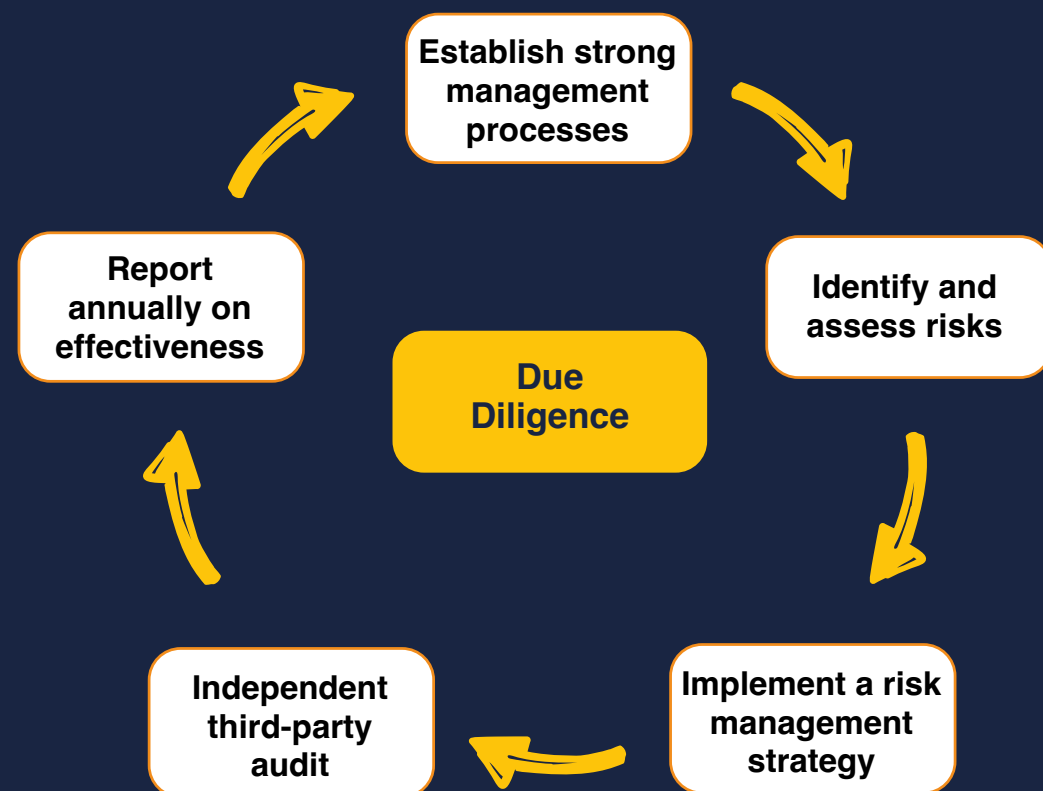 Establish strong
management
processes
Identify and
assess risks
Implement a risk
management
strategy
Independent
third-party
audit
Report
annually on
effectiveness
Due
Diligence